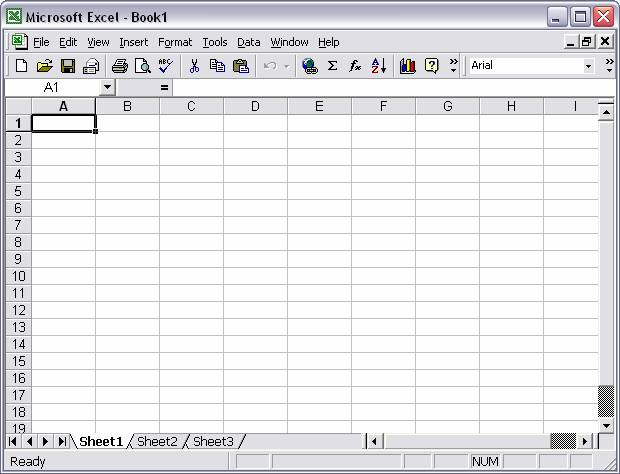 Microsoft Excel - Book1
File Edit View Insert Format Tools Data Window Help
Σ fx A Z Arial
A1 =
A B C D E F G H I
1
2
3
4
5
6
7
8
9
10
11
12
13
14
15
16
17
18
19
Sheet1 Sheet2 Sheet3
Ready NUM